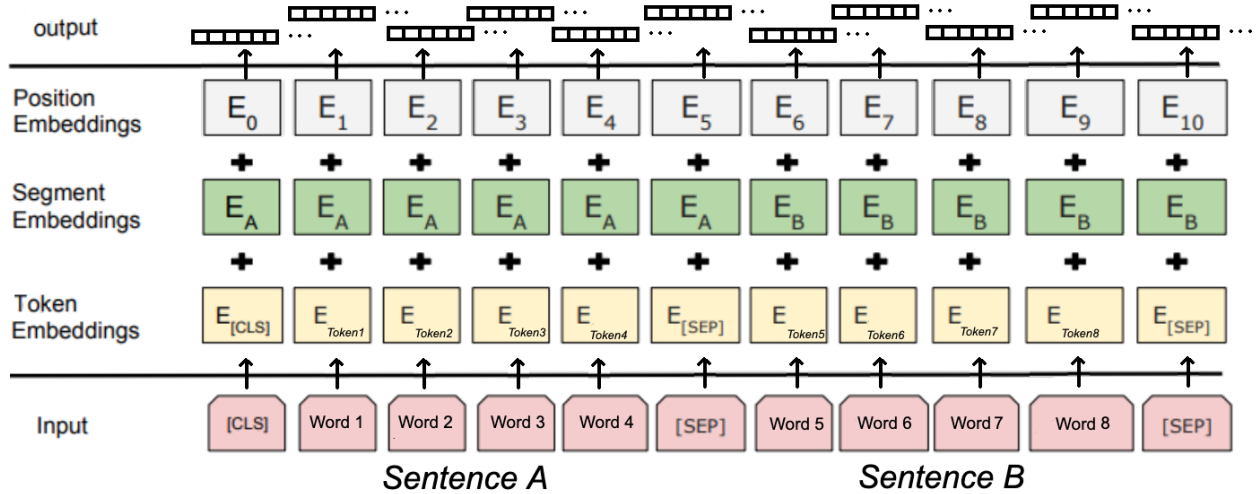 output ... ... ... ... ... ... ... ... ... ... ...
Position
Embeddings
E0 E1 E2 E3 E4 E5 E6 E7 E8 E9 E10
+ + + + + + + + + + +
Segment
Embeddings
EA EA EA EA EA EA EB EB EB EB EB
+ + + + + + + + + + +
Token
Embeddings
E[CLS] EToken1 EToken2 EToken3 EToken4 E[SEP] EToken5 EToken6 EToken7 EToken8 E[SEP]
Input [CLS] Word 1 Word 2 Word 3 Word 4 [SEP] Word 5 Word 6 Word 7 Word 8 [SEP]
Sentence A Sentence B